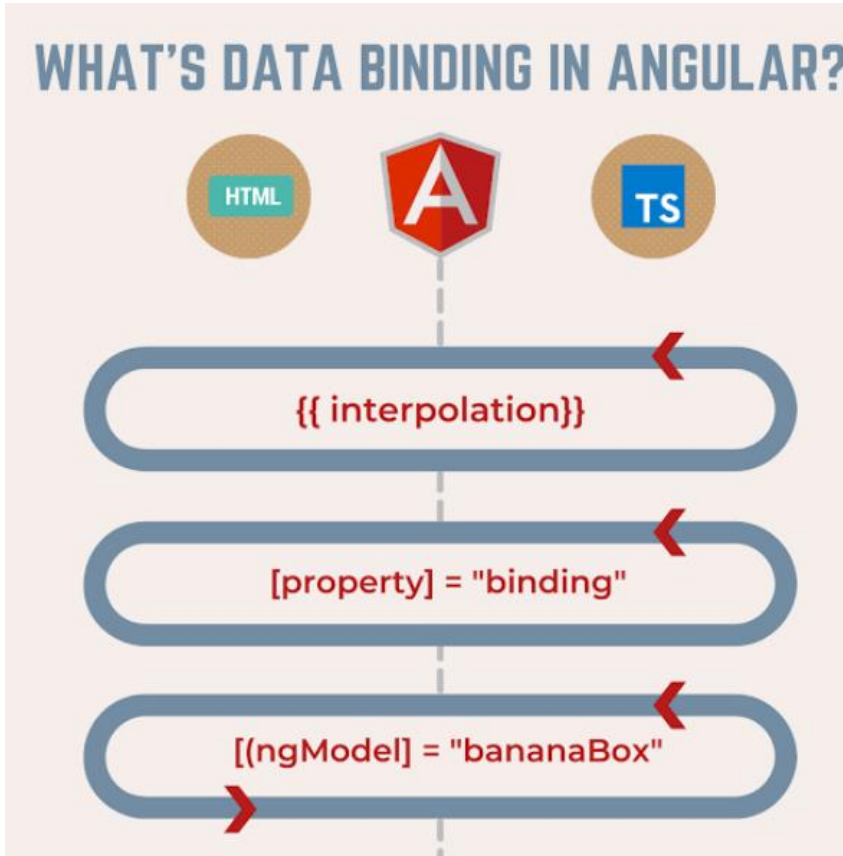 WHAT'S DATA BINDING IN ANGULAR?
HTML
A
TS
{{ interpolation}}
[property] = "binding"
[(ngModel] = "bananaBox"